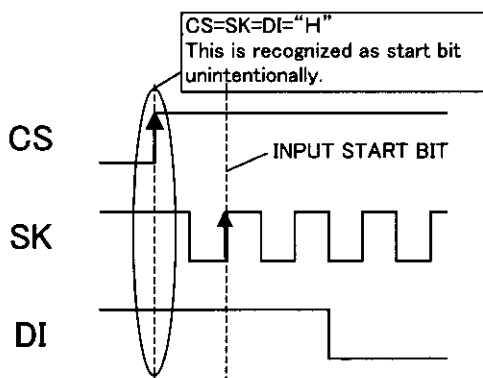 CS=SK=DI="H"
This is recognized as start bit
unintentionally.
CS
INPUT START BIT
SK
DI